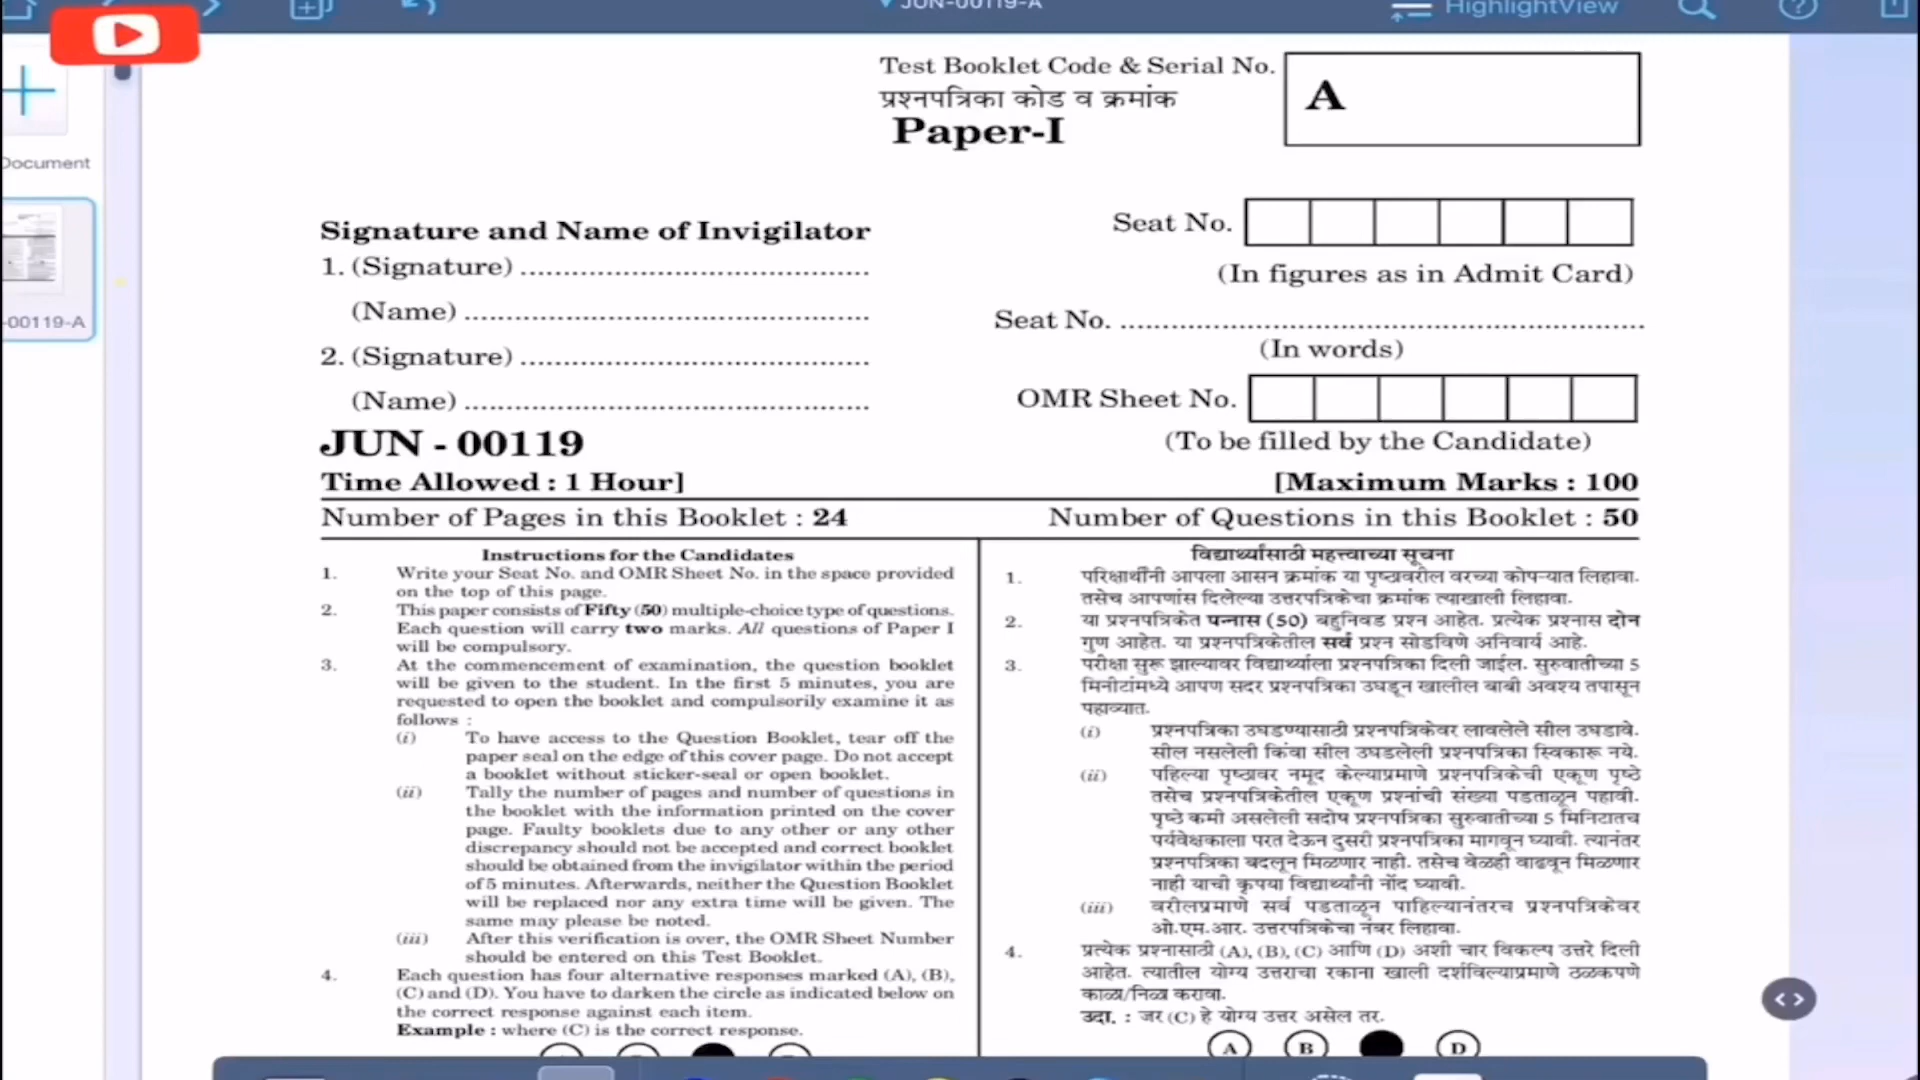 JUN-00119-A
HighlightView
Test Booklet Code & Serial No.
प्रश्नपत्रिका कोड व क्रमांक
Paper-I
A
Document
-00119-A
Signature and Name of Invigilator
1. (Signature) ........................................
(Name) ...............................................
2. (Signature) ........................................
(Name) ...............................................
Seat No.
(In figures as in Admit Card)
Seat No. .............................................................
(In words)
OMR Sheet No.
(To be filled by the Candidate)
JUN - 00119
Time Allowed : 1 Hour]
[Maximum Marks : 100
Number of Pages in this Booklet : 24
Number of Questions in this Booklet : 50
Instructions for the Candidates
1. Write your Seat No. and OMR Sheet No. in the space provided
on the top of this page.
2. This paper consists of Fifty (50) multiple-choice type of questions.
Each question will carry two marks. All questions of Paper I
will be compulsory.
3. At the commencement of examination, the question booklet
will be given to the student. In the first 5 minutes, you are
requested to open the booklet and compulsorily examine it as
follows :
(i) To have access to the Question Booklet, tear off the
paper seal on the edge of this cover page. Do not accept
a booklet without sticker-seal or open booklet.
(ii) Tally the number of pages and number of questions in
the booklet with the information printed on the cover
page. Faulty booklets due to any other or any other
discrepancy should not be accepted and correct booklet
should be obtained from the invigilator within the period
of 5 minutes. Afterwards, neither the Question Booklet
will be replaced nor any extra time will be given. The
same may please be noted.
(iii) After this verification is over, the OMR Sheet Number
should be entered on this Test Booklet.
4. Each question has four alternative responses marked (A), (B),
(C) and (D). You have to darken the circle as indicated below on
the correct response against each item.
Example : where (C) is the correct response.
विद्यार्थ्यांसाठी महत्त्वाच्या सूचना
1. परिक्षार्थींनी आपला आसन क्रमांक या पृष्ठावरील वरच्या कोपऱ्यात लिहावा.
तसेच आपणांस दिलेल्या उत्तरपत्रिकेचा क्रमांक त्याखाली लिहावा.
2. या प्रश्नपत्रिकेत पन्नास (50) बहुनिवड प्रश्न आहेत. प्रत्येक प्रश्नास दोन
गुण आहेत. या प्रश्नपत्रिकेतील सर्व प्रश्न सोडविणे अनिवार्य आहे.
3. परीक्षा सुरू झाल्यावर विद्यार्थ्याला प्रश्नपत्रिका दिली जाईल. सुरुवातीच्या 5
मिनीटांमध्ये आपण सदर प्रश्नपत्रिका उघडून खालील बाबी अवश्य तपासून
पहाव्यात.
(i) प्रश्नपत्रिका उघडण्यासाठी प्रश्नपत्रिकेवर लावलेले सील उघडावे.
सील नसलेली किंवा सील उघडलेली प्रश्नपत्रिका स्विकारू नये.
(ii) पहिल्या पृष्ठावर नमूद केल्याप्रमाणे प्रश्नपत्रिकेची एकूण पृष्ठे
तसेच प्रश्नपत्रिकेतील एकूण प्रश्नांची संख्या पडताळून पहावी.
पृष्ठे कमी असलेली सदोष प्रश्नपत्रिका सुरुवातीच्या 5 मिनिटातच
पर्यवेक्षकाला परत देऊन दुसरी प्रश्नपत्रिका मागवून घ्यावी. त्यानंतर
प्रश्नपत्रिका बदलून मिळणार नाही. तसेच वेळही वाढवून मिळणार
नाही याची कृपया विद्यार्थ्यांनी नोंद घ्यावी.
(iii) वरीलप्रमाणे सर्व पडताळून पाहिल्यानंतरच प्रश्नपत्रिकेवर
ओ.एम.आर. उत्तरपत्रिकेचा नंबर लिहावा.
4. प्रत्येक प्रश्नासाठी (A), (B), (C) आणि (D) अशी चार विकल्प उत्तरे दिली
आहेत. त्यातील योग्य उत्तराचा रकाना खाली दर्शविल्याप्रमाणे ठळकपणे
काळा/निळा करावा.
उदा. : जर (C) हे योग्य उत्तर असेल तर.
A B D